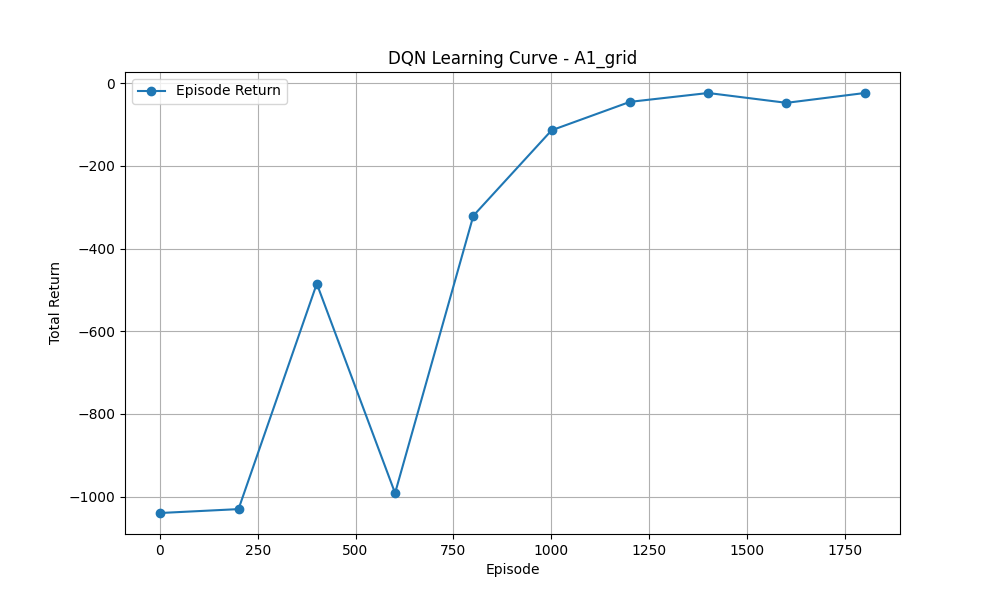 DQN Learning Curve - A1_grid
Episode Return
0
−200
−400
−600
−800
−1000
Total Return
0 250 500 750 1000 1250 1500 1750
Episode